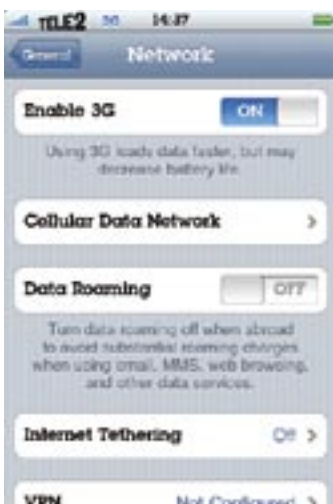 TELE2 3G 14:37
General Network
Enable 3G ON
Using 3G loads data faster, but may
decrease battery life.
Cellular Data Network
Data Roaming OFF
Turn data roaming off when abroad
to avoid substantial roaming charges
when using email, MMS, web browsing,
and other data services.
Internet Tethering Off
VPN Not Configured